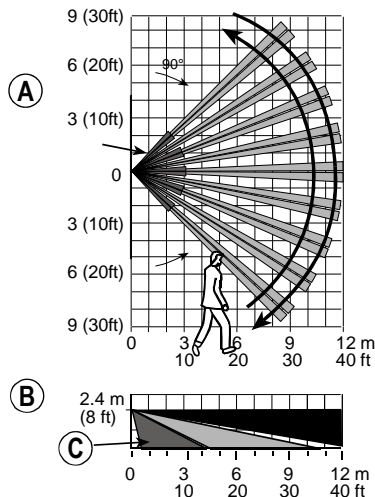 9 (30ft)
6 (20ft)
90°
A
3 (10ft)
0
3 (10ft)
6 (20ft)
9 (30ft)
0 3 6 9 12 m
10 20 30 40 ft
B
2.4 m
(8 ft)
C
0 3 6 9 12 m
10 20 30 40 ft